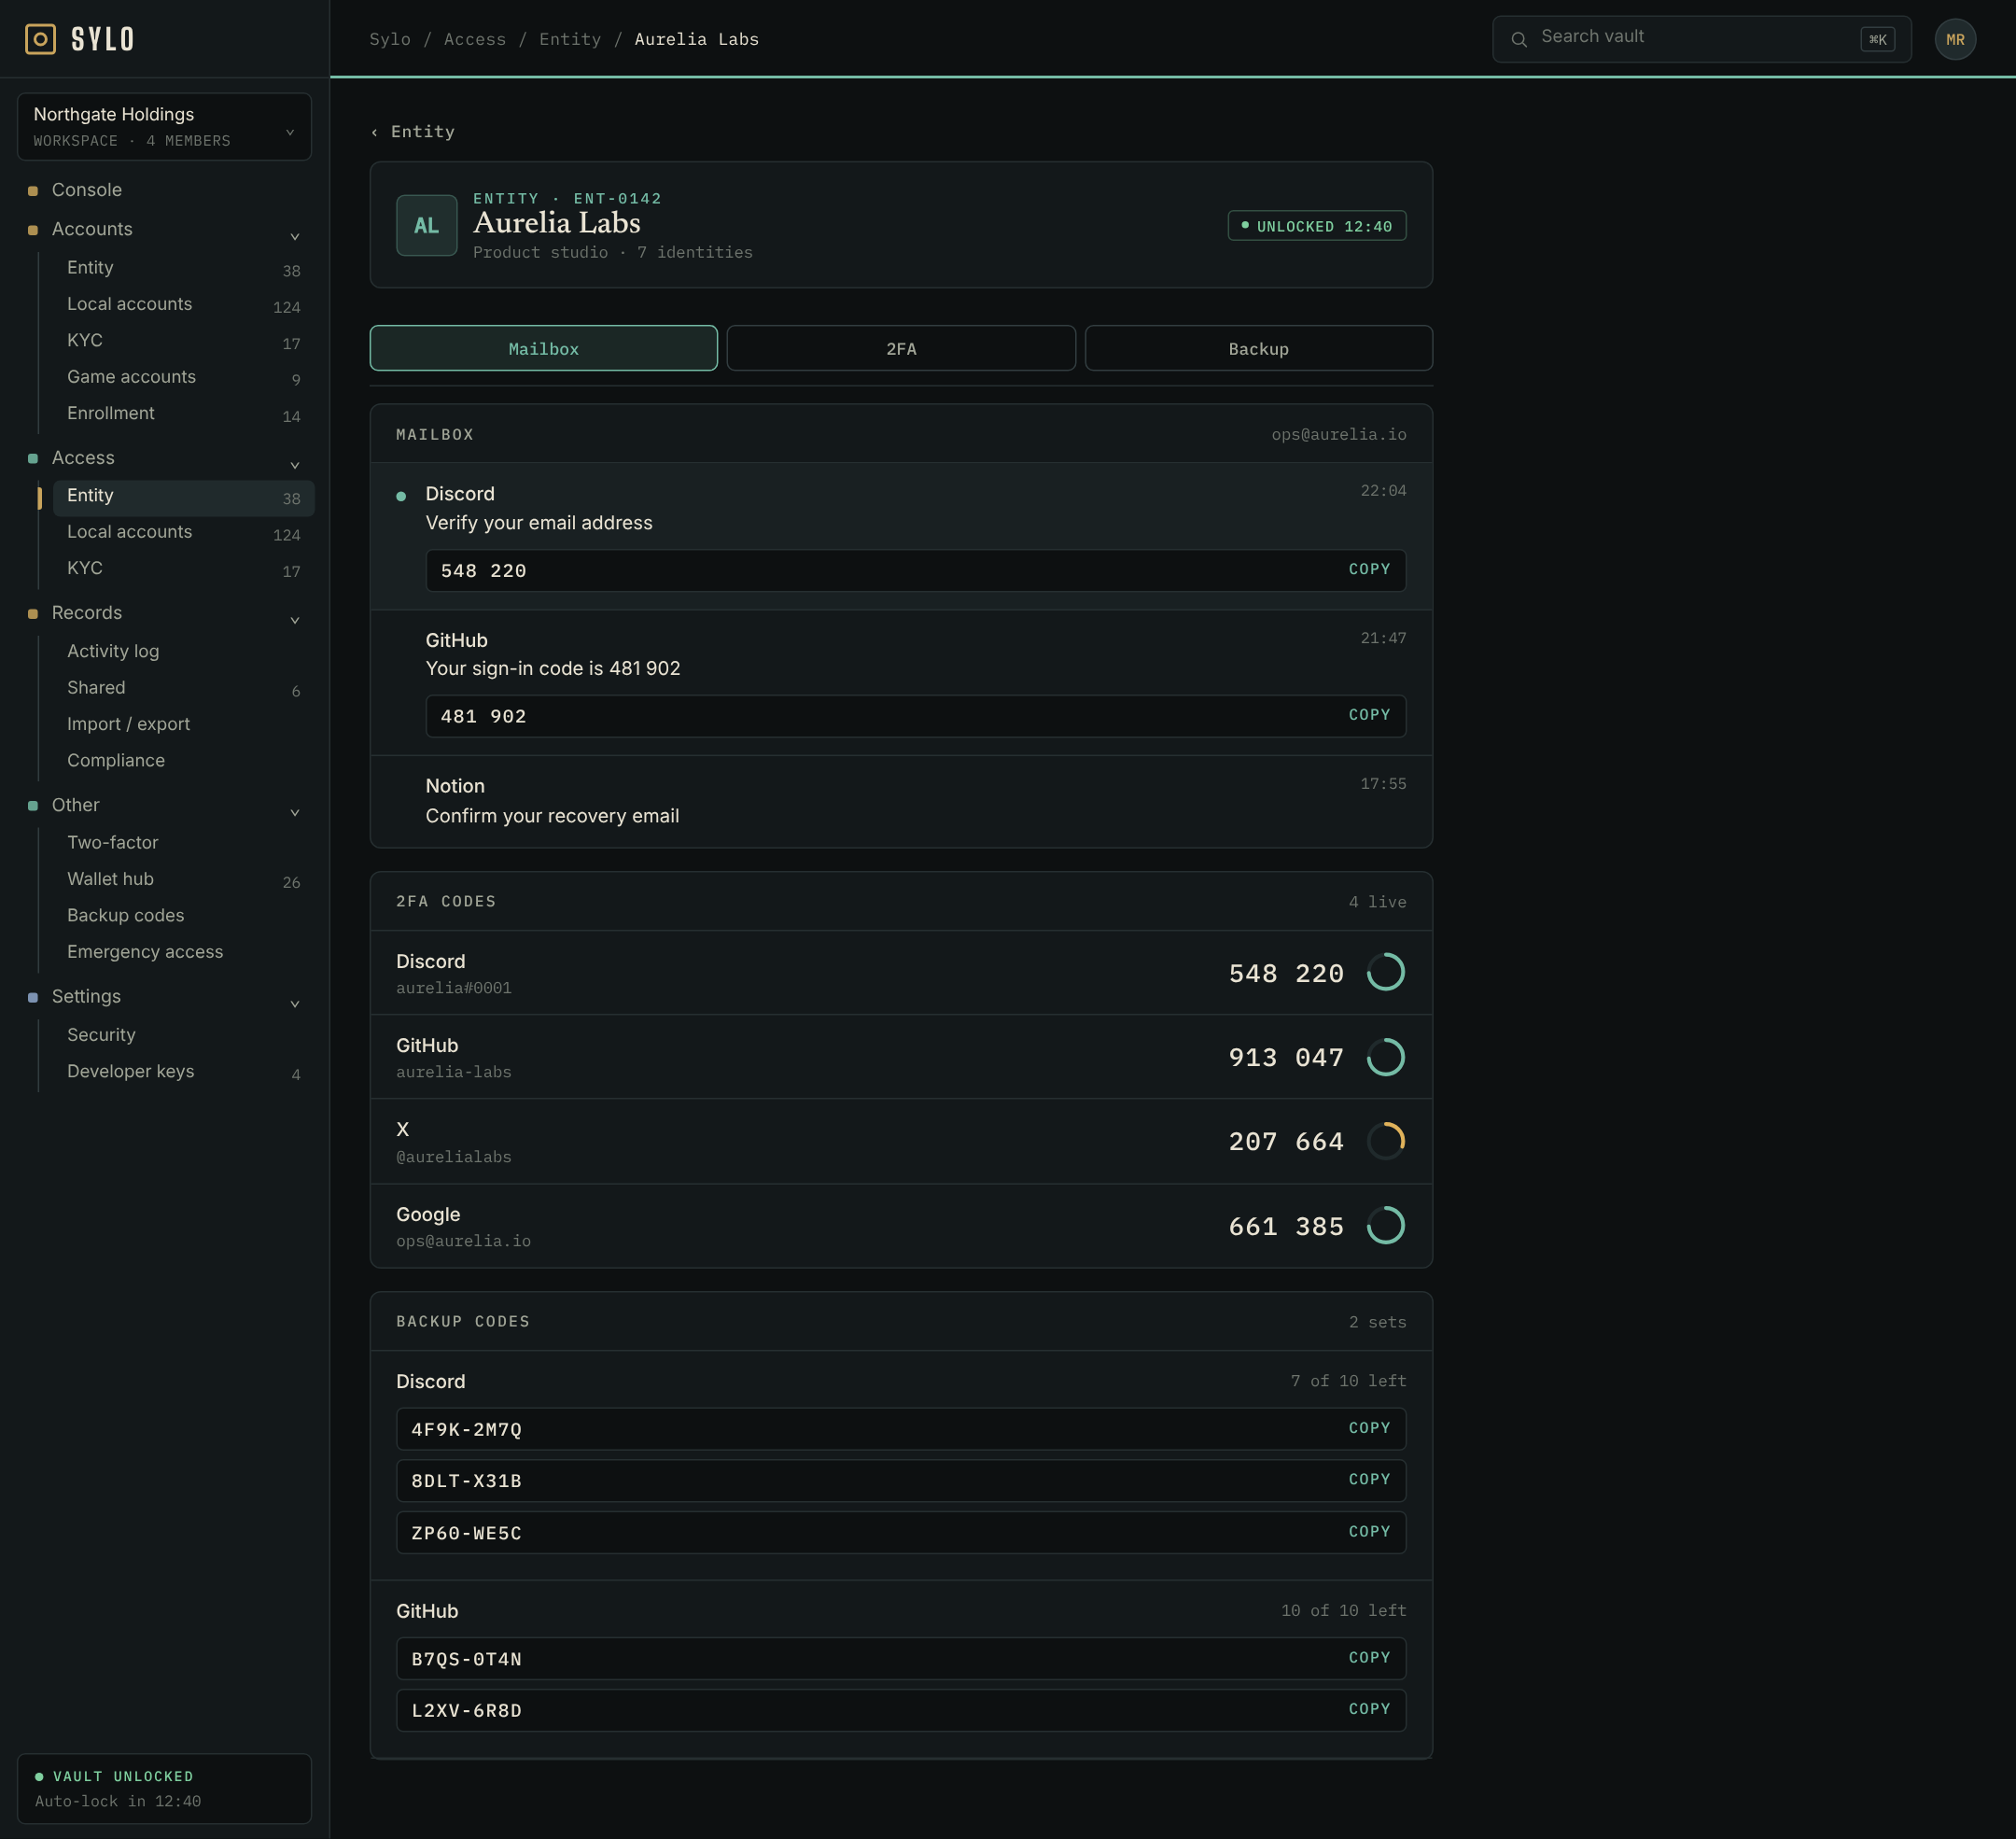 SYLO
Sylo / Access / Entity / Aurelia Labs
Search vault
⌘K
MR
Northgate Holdings
WORKSPACE · 4 MEMBERS
Console
Accounts
Entity 38
Local accounts 124
KYC 17
Game accounts 9
Enrollment 14
Access
Entity 38
Local accounts 124
KYC 17
Records
Activity log
Shared 6
Import / export
Compliance
Other
Two-factor
Wallet hub 26
Backup codes
Emergency access
Settings
Security
Developer keys 4
VAULT UNLOCKED
Auto-lock in 12:40
‹ Entity
AL
ENTITY · ENT-0142
Aurelia Labs
Product studio · 7 identities
UNLOCKED 12:40
Mailbox
2FA
Backup
MAILBOX ops@aurelia.io
Discord 22:04
Verify your email address
548 220 COPY
GitHub 21:47
Your sign-in code is 481 902
481 902 COPY
Notion 17:55
Confirm your recovery email
2FA CODES 4 live
Discord
aurelia#0001
548 220
GitHub
aurelia-labs
913 047
X
@aurelialabs
207 664
Google
ops@aurelia.io
661 385
BACKUP CODES 2 sets
Discord 7 of 10 left
4F9K-2M7Q COPY
8DLT-X31B COPY
ZP60-WE5C COPY
GitHub 10 of 10 left
B7QS-0T4N COPY
L2XV-6R8D COPY